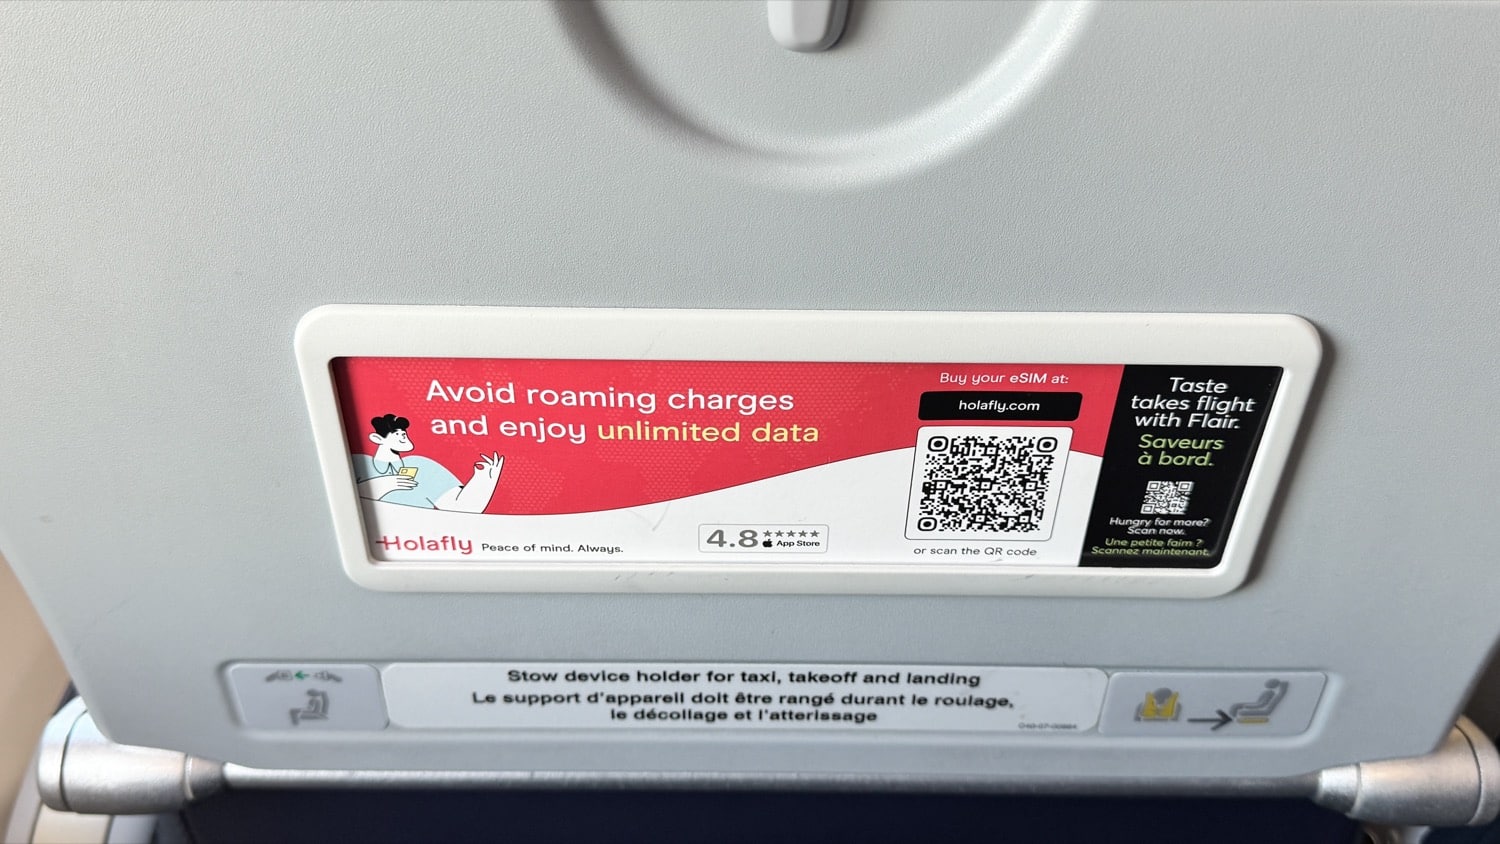 Avoid roaming charges
and enjoy unlimited data
Holafly Peace of mind. Always.
4.8
App Store
Buy your eSIM at:
holafly.com
or scan the QR code
Taste
takes flight
with Flair.
Saveurs
à bord.
Hungry for more?
Scan now.
Une petite faim ?
Scannez maintenant.
Stow device holder for taxi, takeoff and landing
Le support d'appareil doit être rangé durant le roulage,
le décollage et l'atterissage